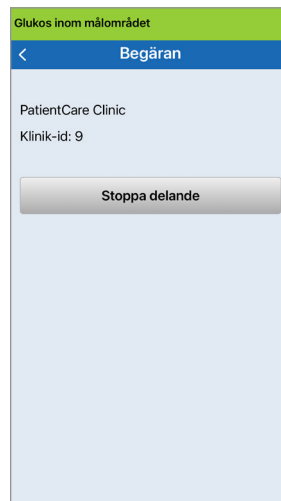 Glukos inom målområdet
Begäran
PatientCare Clinic
Klinik-id: 9
Stoppa delande